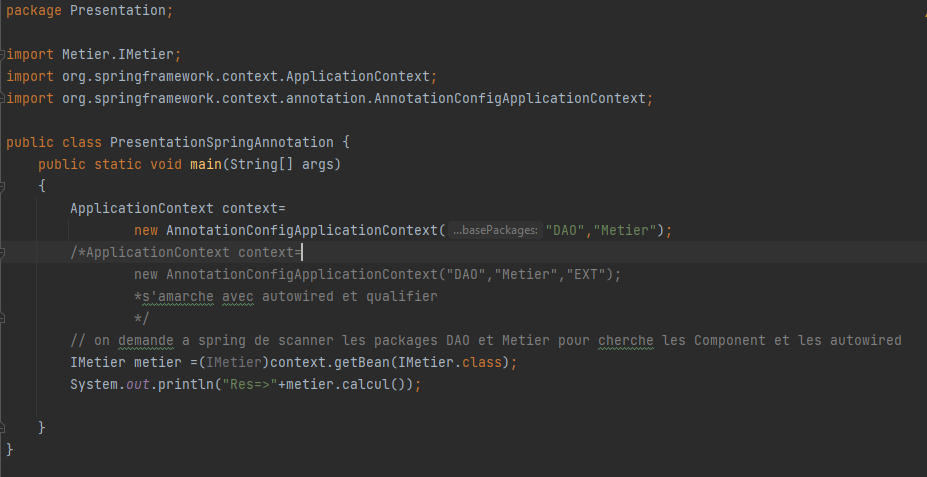 package Presentation;
import Metier.IMetier;
import org.springframework.context.ApplicationContext;
import org.springframework.context.annotation.AnnotationConfigApplicationContext;
public class PresentationSpringAnnotation {
public static void main(String[] args)
{
ApplicationContext context=
new AnnotationConfigApplicationContext( ...basePackages: "DAO","Metier");
/*ApplicationContext context=
new AnnotationConfigApplicationContext("DAO","Metier","EXT");
*s'amarche avec autowired et qualifier
*/
// on demande a spring de scanner les packages DAO et Metier pour cherche les Component et les autowired
IMetier metier =(IMetier)context.getBean(IMetier.class);
System.out.println("Res=>"+metier.calcul());
}
}